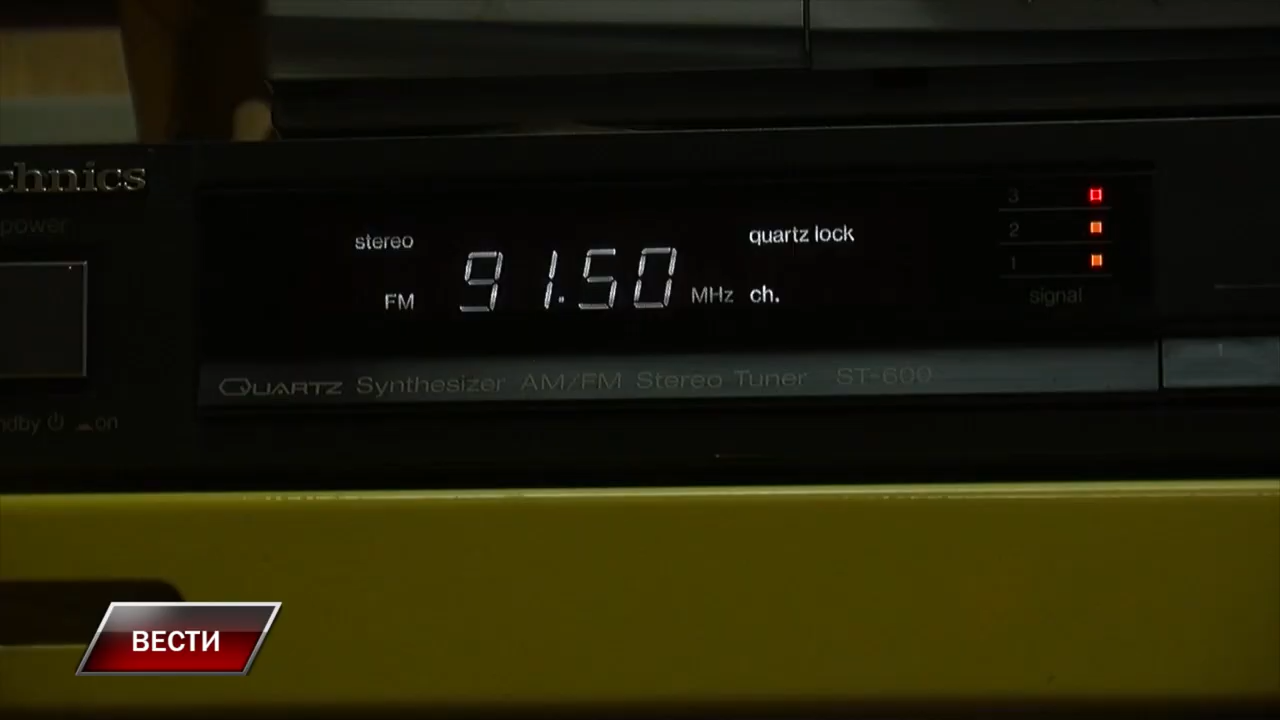 chnics
power
stereo
quartz lock
FM 91.50 MHz ch.
3
2
1
signal
QUARTZ Synthesizer AM/FM Stereo Tuner ST-600
ndby ⏻ on
ВЕСТИ